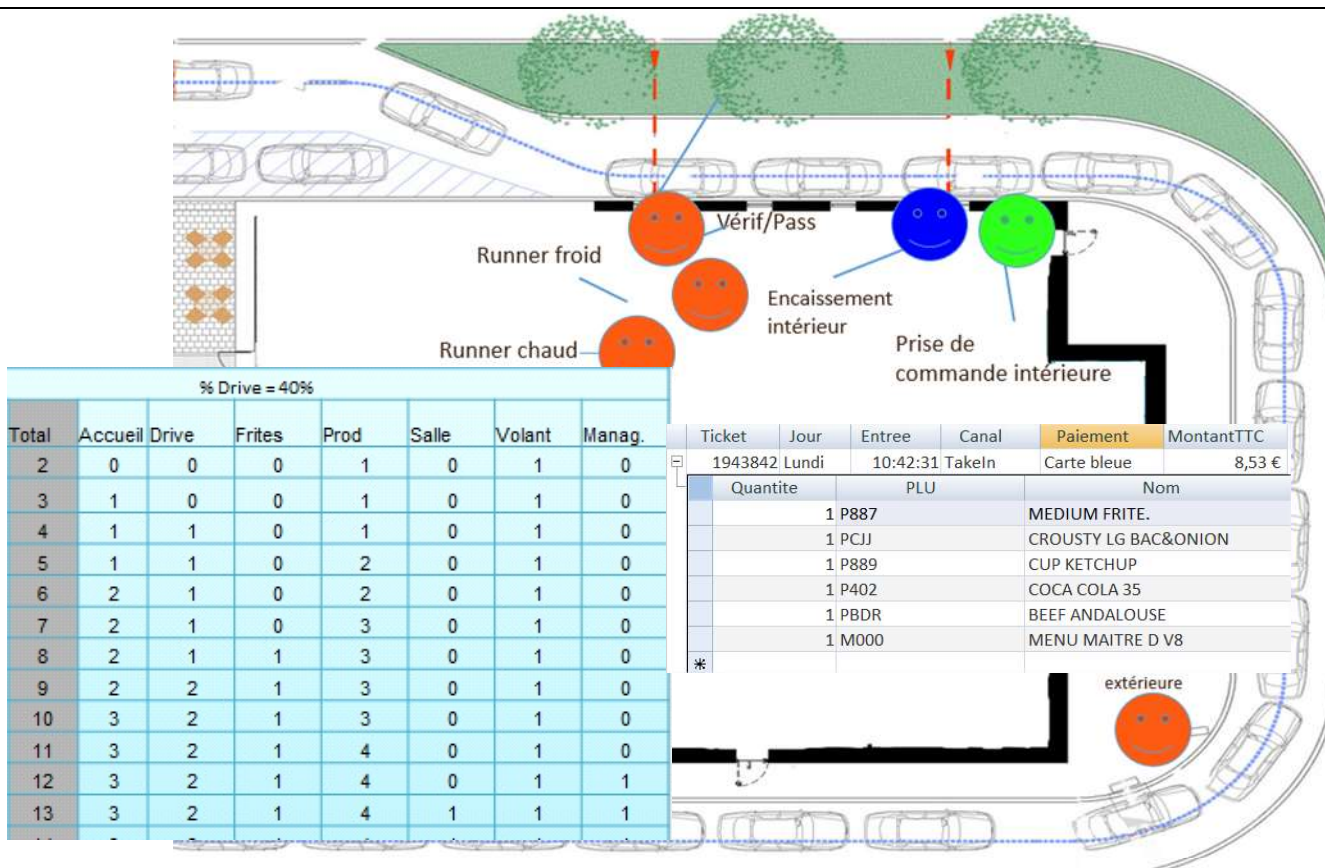 Vérif/Pass
Runner froid
Encaissement
intérieur
Prise de
commande intérieure
Runner chaud
% Drive = 40%
Total Accueil Drive Frites Prod Salle Volant Manag.
2 0 0 0 1 0 1 0
3 1 0 0 1 0 1 0
4 1 1 0 1 0 1 0
5 1 1 0 2 0 1 0
6 2 1 0 2 0 1 0
7 2 1 0 3 0 1 0
8 2 1 1 3 0 1 0
9 2 2 1 3 0 1 0
10 3 2 1 3 0 1 0
11 3 2 1 4 0 1 0
12 3 2 1 4 0 1 1
13 3 2 1 4 1 1 1
Ticket Jour Entree Canal Paiement MontantTTC
1943842 Lundi 10:42:31 TakeIn Carte bleue 8,53 €
Quantite PLU Nom
1 P887 MEDIUM FRITE.
1 PCJJ CROUSTY LG BAC&ONION
1 P889 CUP KETCHUP
1 P402 COCA COLA 35
1 PBDR BEEF ANDALOUSE
1 M000 MENU MAITRE D V8
extérieure